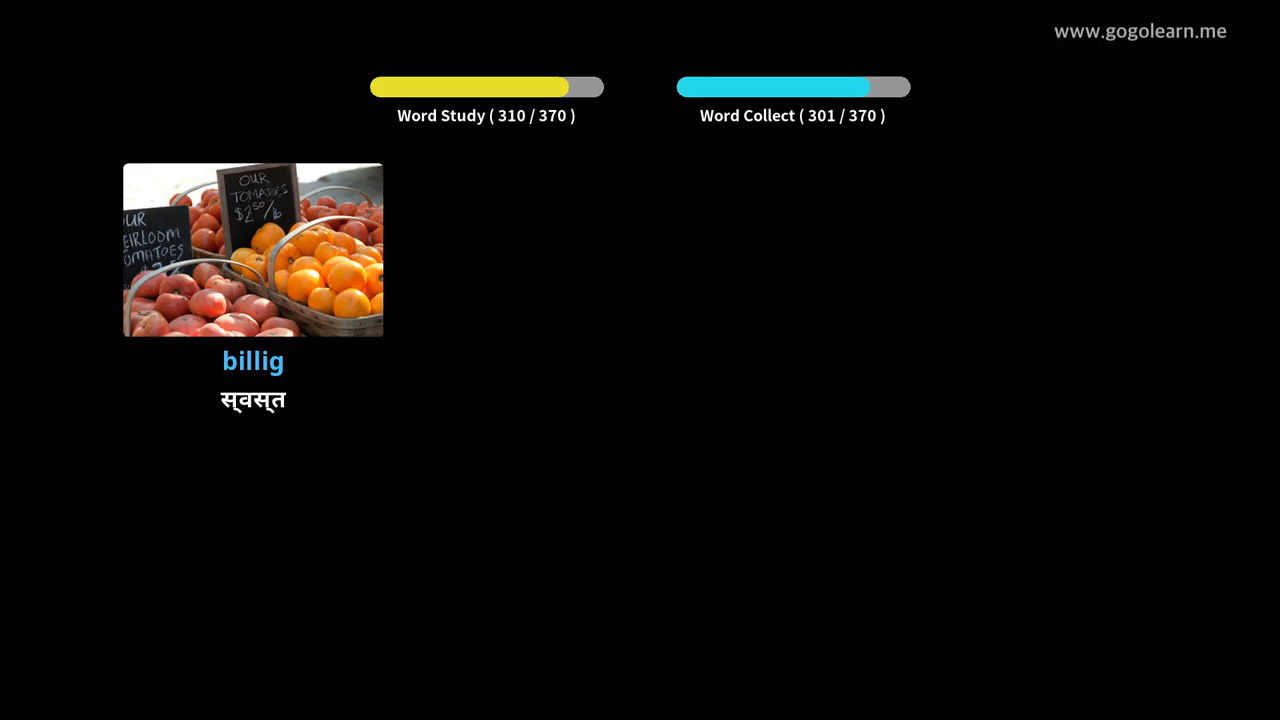 www.gogolearn.me
Word Study ( 310 / 370 )
Word Collect ( 301 / 370 )
OUR
TOMATOES
$2.50/lb
UR
EIRLOOM
OMATOES
billig
स्वस्त